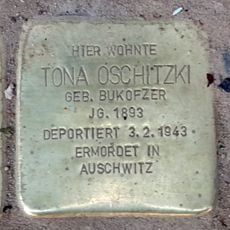 HIER WOHNTE
TONA OSCHITZKI
GEB. BUKOFZER
JG. 1893
DEPORTIERT 3.2.1943
ERMORDET IN
AUSCHWITZ